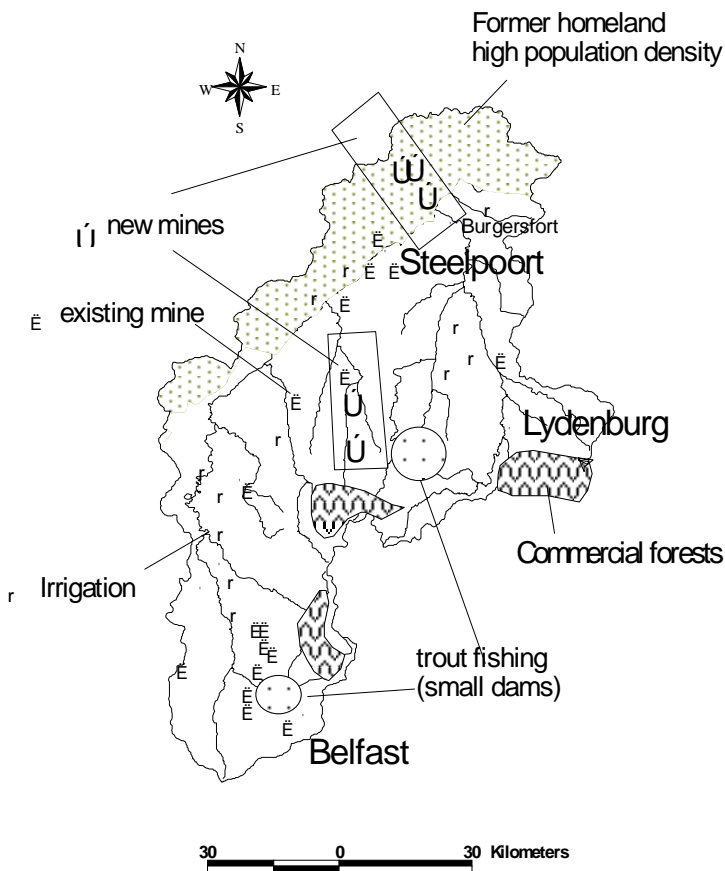 Former homeland
high population density
N
W E
S
Ú Ú
Ú
r
Burgersfort
Ú new mines
Ë
Steelpoort
r Ë Ë
r Ë
Ë existing mine
r
r
r Ë
Ë
Ë
Ú
Ú
Lydenburg
r
r
r Ë
r
Commercial forests
Irrigation
r
r
r
Ë Ë
Ë
Ë
Ë Ë
trout fishing
(small dams)
Ë
Ë
Ë
Belfast
30 0 30 Kilometers